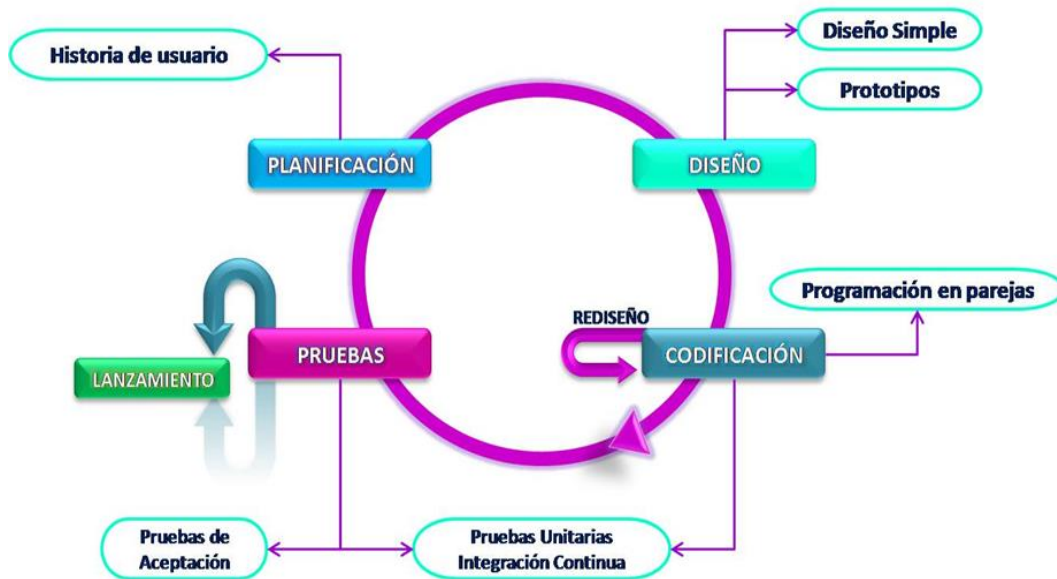 Historia de usuario
Diseño Simple
Prototipos
PLANIFICACIÓN
DISEÑO
Programación en parejas
REDISEÑO
PRUEBAS
CODIFICACIÓN
LANZAMIENTO
Pruebas de
Aceptación
Pruebas Unitarias
Integración Continua